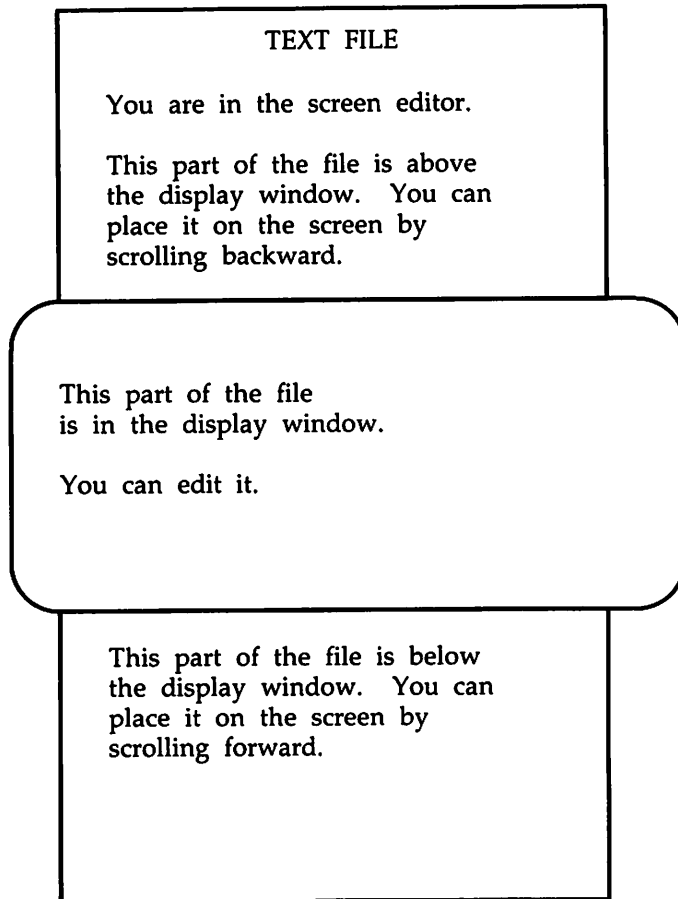 TEXT FILE
You are in the screen editor.
This part of the file is above
the display window. You can
place it on the screen by
scrolling backward.
This part of the file
is in the display window.
You can edit it.
This part of the file is below
the display window. You can
place it on the screen by
scrolling forward.